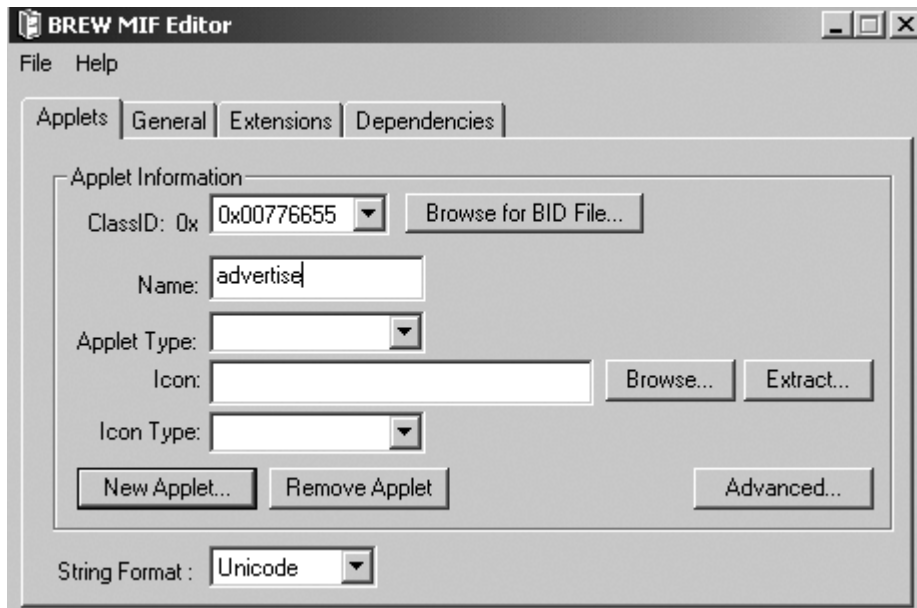 BREW MIF Editor
File Help
Applets General Extensions Dependencies
Applet Information
ClassID: 0x 0x00776655 Browse for BID File...
Name: advertise
Applet Type:
Icon: Browse... Extract...
Icon Type:
New Applet... Remove Applet Advanced...
String Format : Unicode